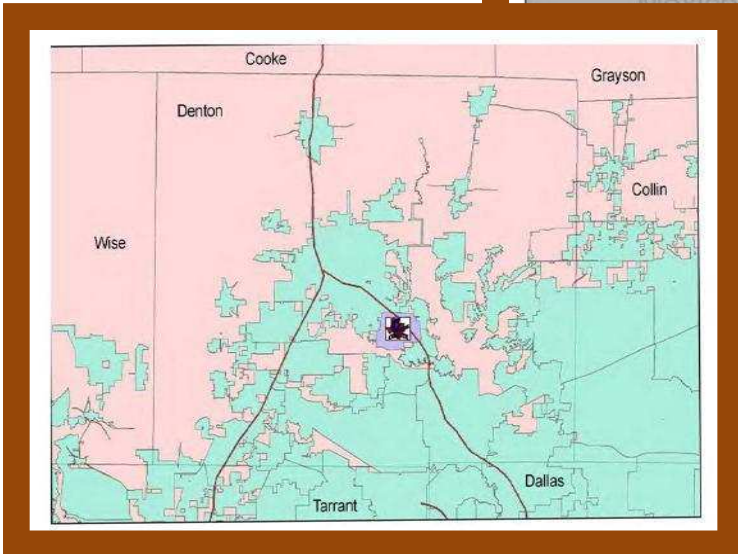 Cooke
Grayson
Denton
Collin
Wise
Dallas
Tarrant